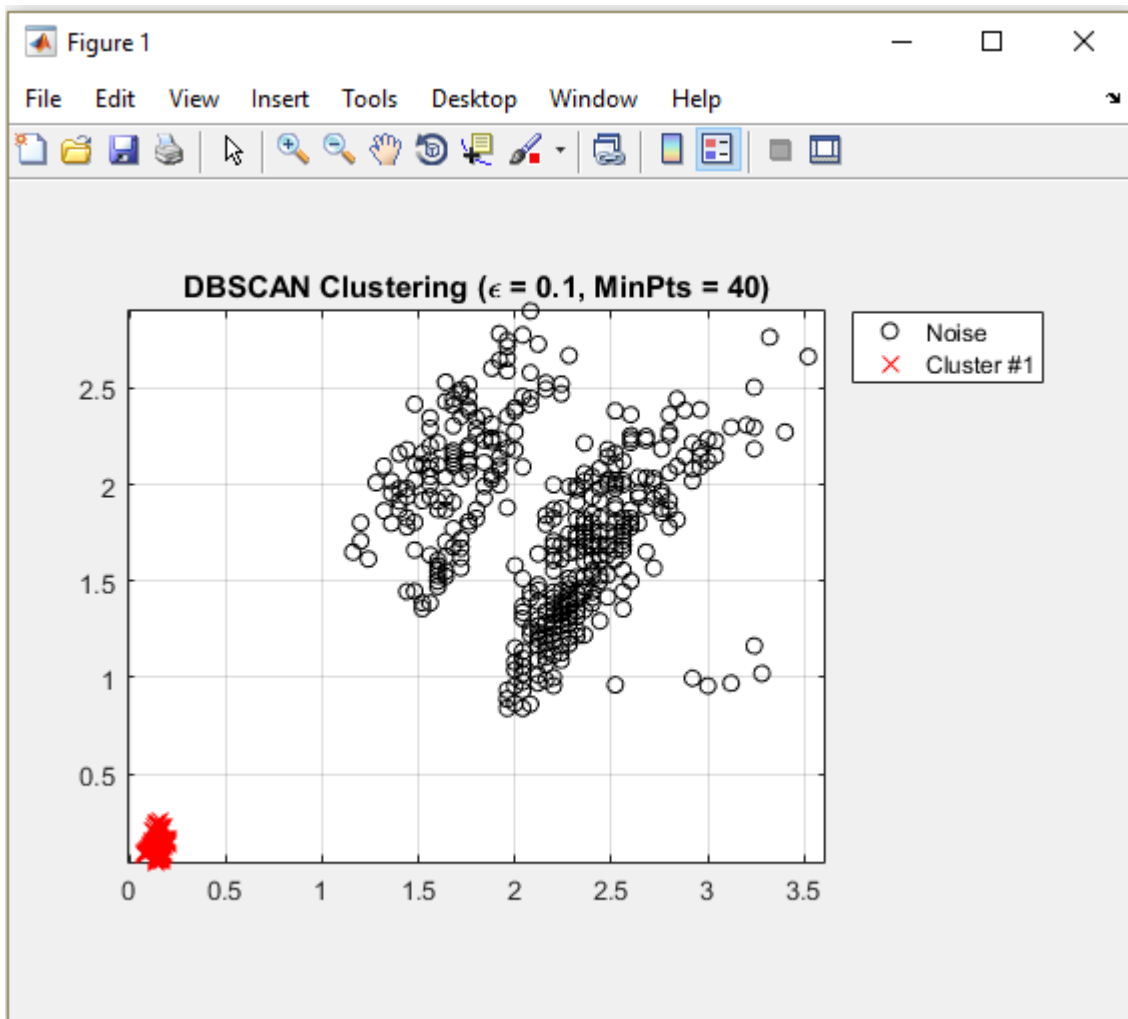 Figure 1
File Edit View Insert Tools Desktop Window Help
DBSCAN Clustering (ϵ = 0.1, MinPts = 40)
Noise
Cluster #1
2.5
2
1.5
1
0.5
0 0.5 1 1.5 2 2.5 3 3.5